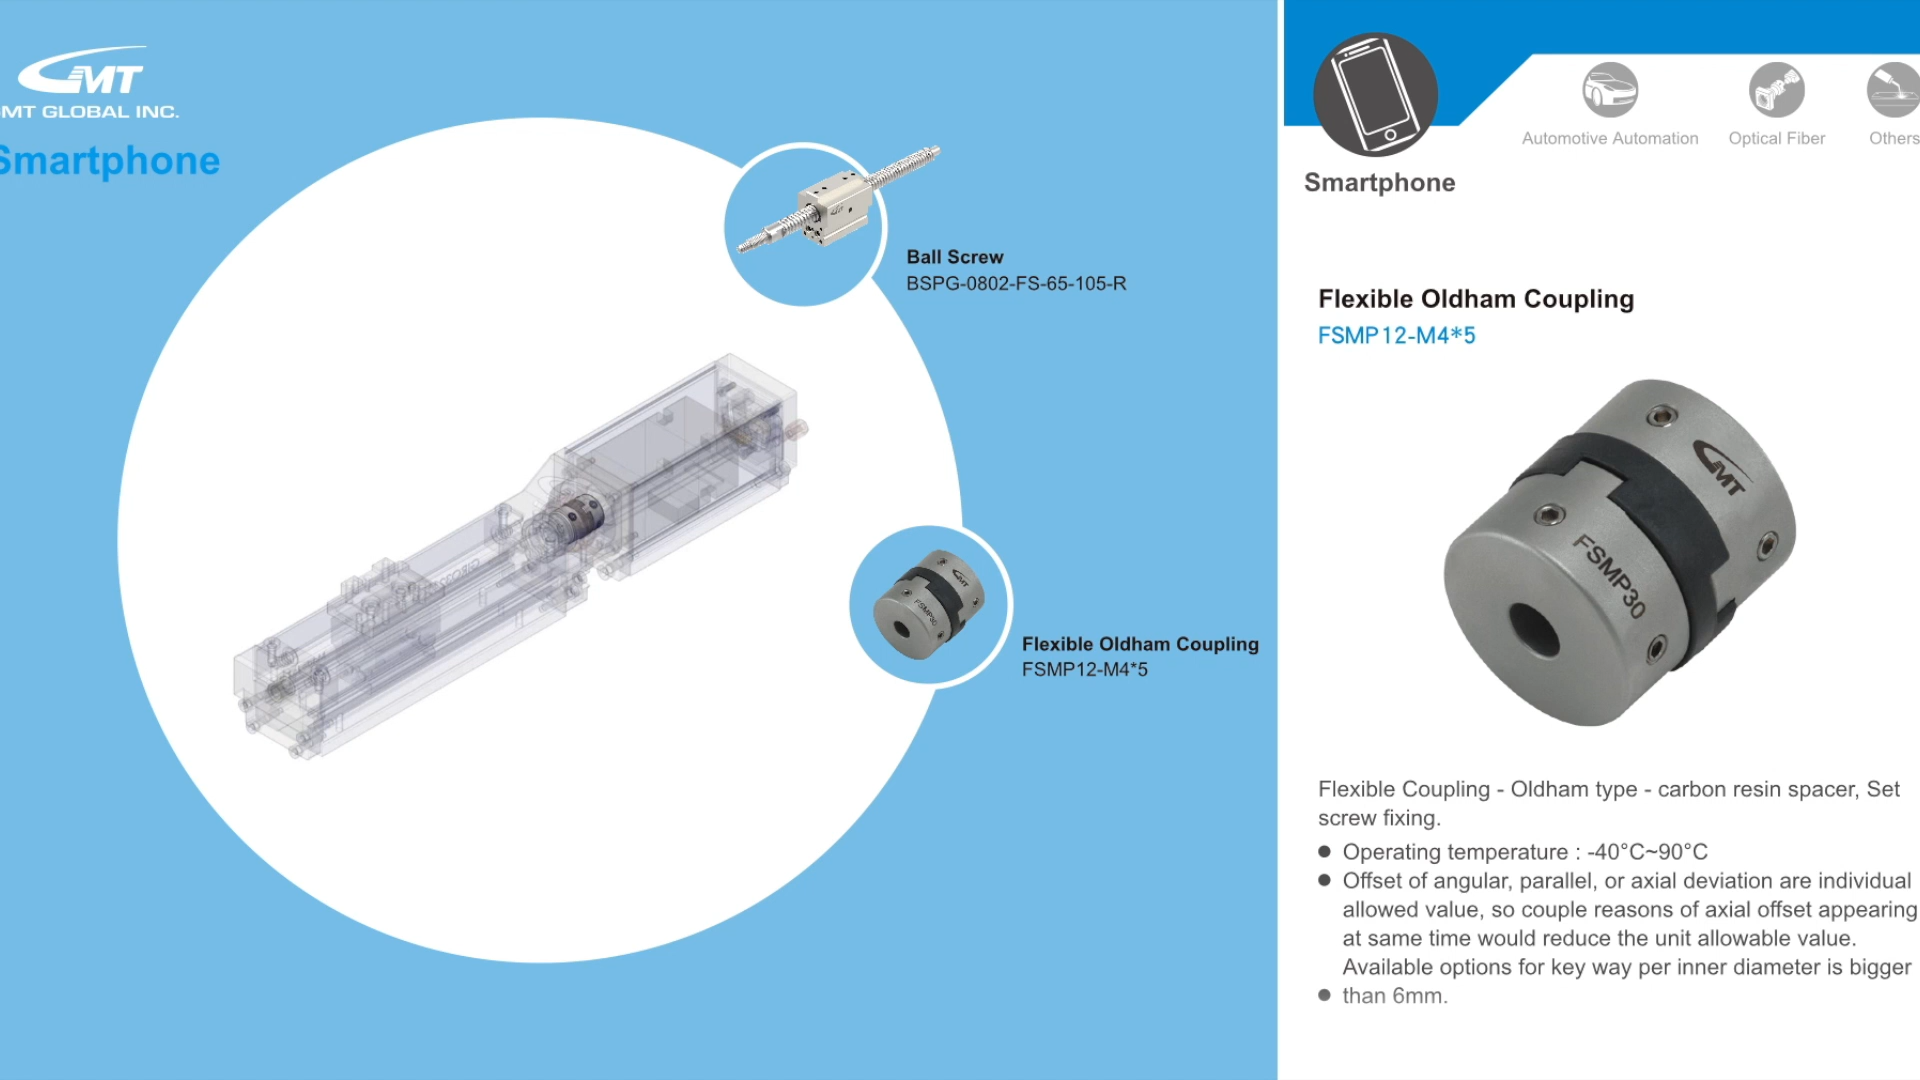 GMT
MT GLOBAL INC.
Smartphone
Ball Screw
BSPG-0802-FS-65-105-R
GMT
FSMP30
Flexible Oldham Coupling
FSMP12-M4*5
Automotive Automation
Optical Fiber
Others
Smartphone
Flexible Oldham Coupling
FSMP12-M4*5
GMT
FSMP30
Flexible Coupling - Oldham type - carbon resin spacer, Set
screw fixing.
● Operating temperature : -40°C~90°C
● Offset of angular, parallel, or axial deviation are individual
allowed value, so couple reasons of axial offset appearing
at same time would reduce the unit allowable value.
Available options for key way per inner diameter is bigger
● than 6mm.